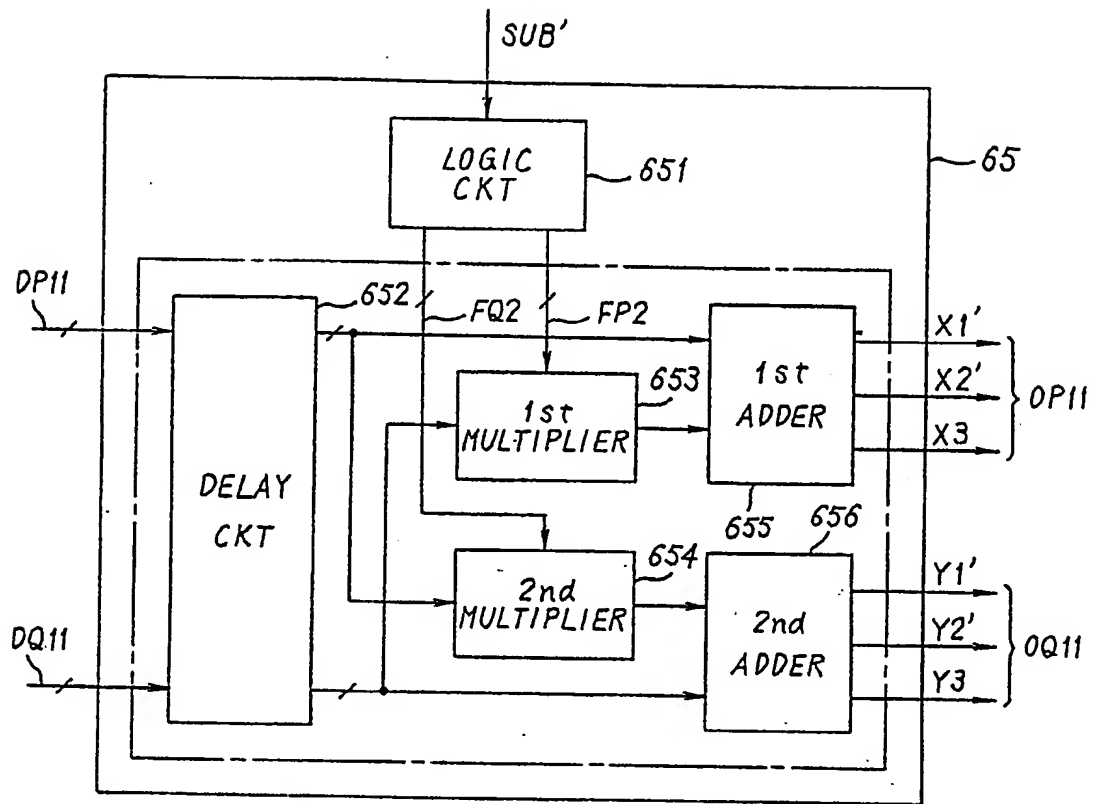 SUB'
LOGIC
CKT
651
65
DP11
652
FQ2
FP2
653
1st
MULTIPLIER
1st
ADDER
655
X1'
X2'
X3
OP11
DELAY
CKT
654
2nd
MULTIPLIER
656
2nd
ADDER
Y1'
Y2'
Y3
OQ11
DQ11